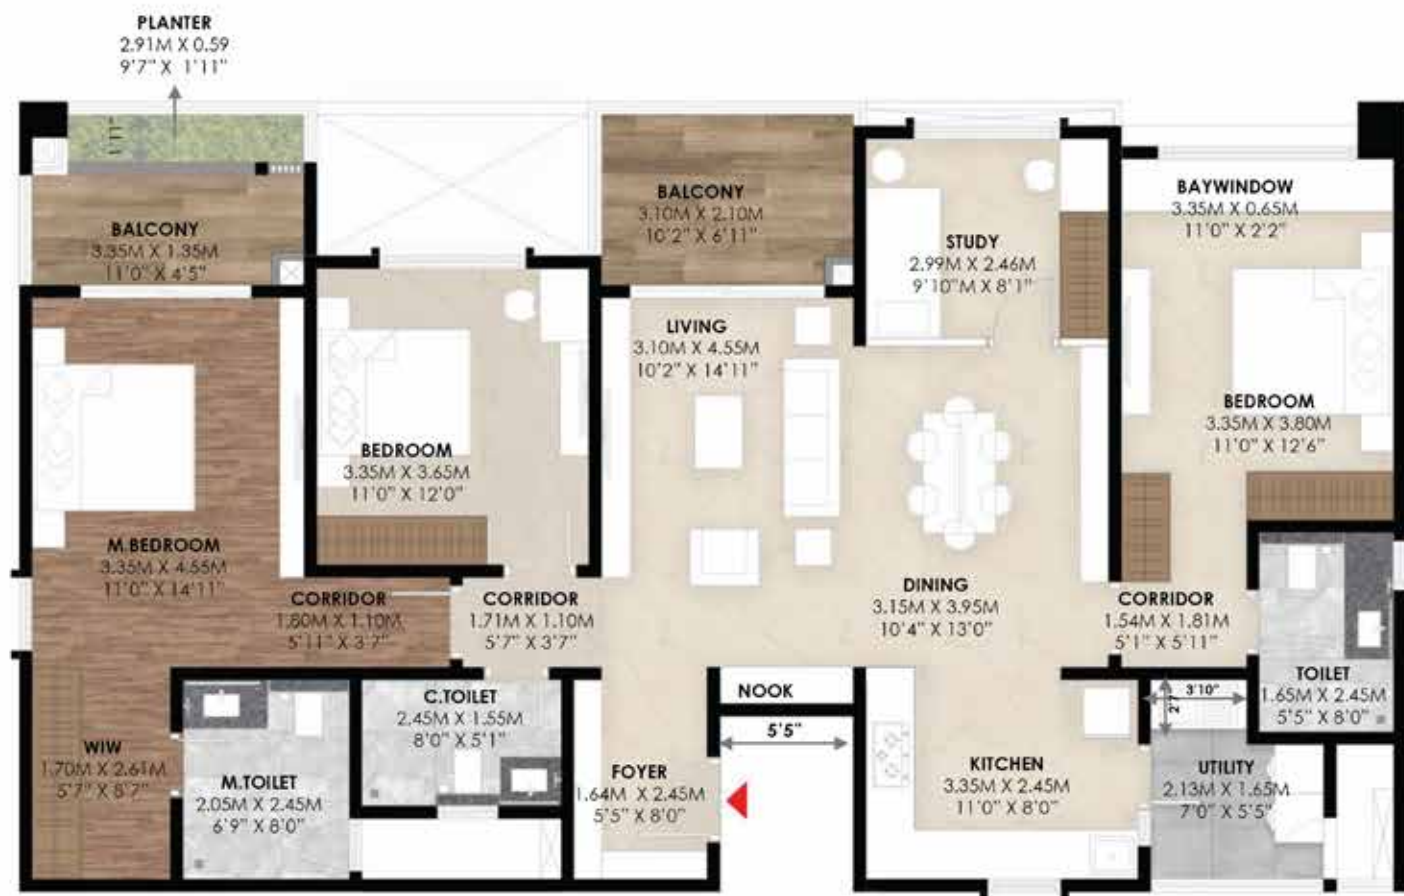 PLANTER
2.91M X 0.59
9'7" X 1'11"
1'11"
BALCONY
3.35M X 1.35M
11'0" X 4'5"
BALCONY
3.10M X 2.10M
10'2" X 6'11"
STUDY
2.99M X 2.46M
9'10"M X 8'1"
BAYWINDOW
3.35M X 0.65M
11'0" X 2'2"
LIVING
3.10M X 4.55M
10'2" X 14'11"
BEDROOM
3.35M X 3.65M
11'0" X 12'0"
BEDROOM
3.35M X 3.80M
11'0" X 12'6"
M.BEDROOM
3.35M X 4.55M
11'0" X 14'11"
CORRIDOR
1.80M X 1.10M
5'11" X 3'7"
CORRIDOR
1.71M X 1.10M
5'7" X 3'7"
DINING
3.15M X 3.95M
10'4" X 13'0"
CORRIDOR
1.54M X 1.81M
5'1" X 5'11"
TOILET
1.65M X 2.45M
5'5" X 8'0"
C.TOILET
2.45M X 1.55M
8'0" X 5'1"
NOOK
5'5"
3'10"
WIW
1.70M X 2.61M
5'7" X 8'7"
M.TOILET
2.05M X 2.45M
6'9" X 8'0"
FOYER
1.64M X 2.45M
5'5" X 8'0"
KITCHEN
3.35M X 2.45M
11'0" X 8'0"
UTILITY
2.13M X 1.65M
7'0" X 5'5"